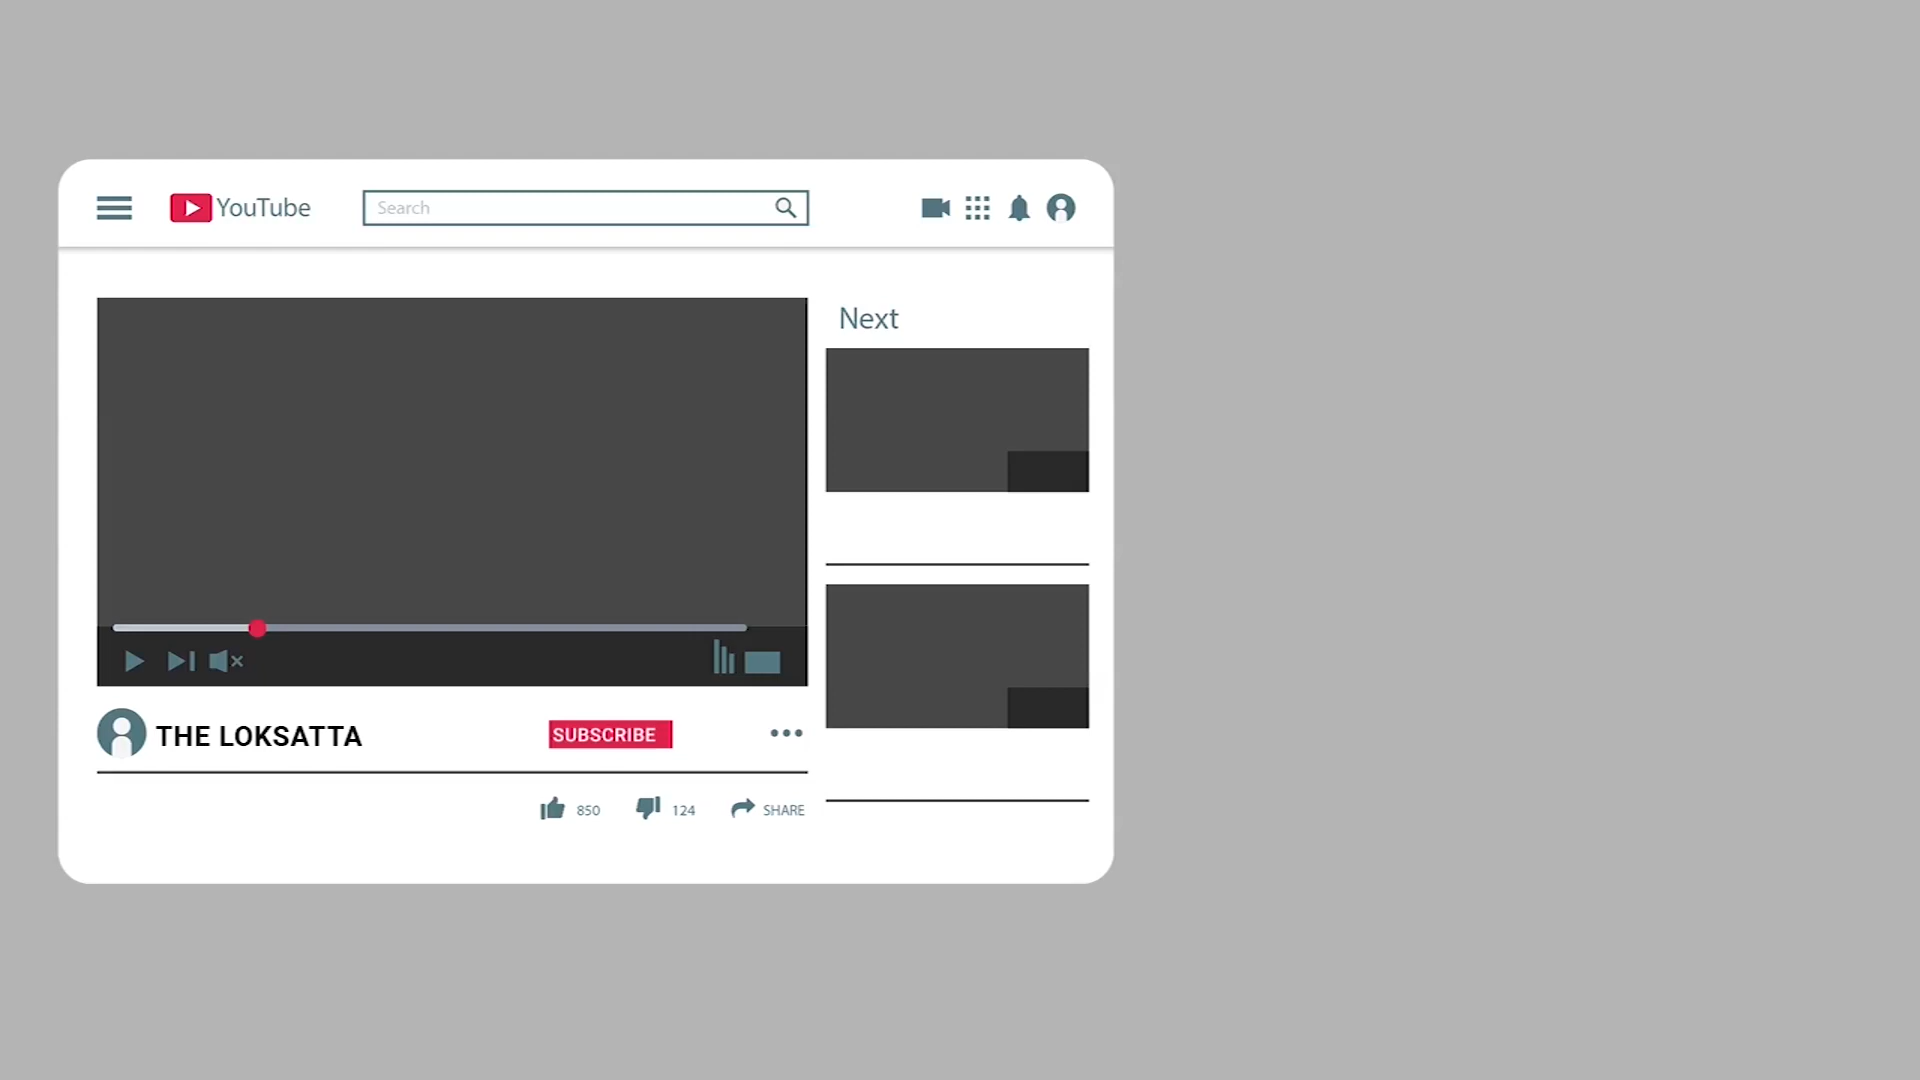 YouTube
Search
Next
THE LOKSATTA
SUBSCRIBE
850
124
SHARE